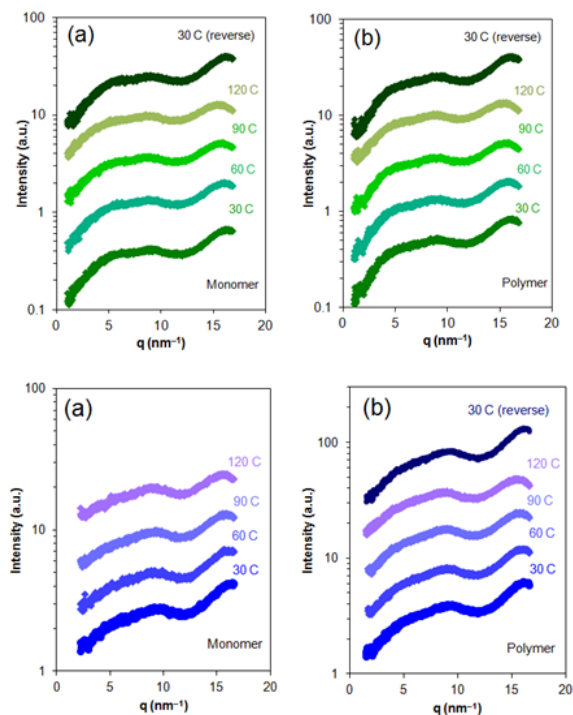 (a)
30 C (reverse)
120 C
90 C
60 C
30 C
Monomer
Intensity (a.u.)
100
10
1
0.1
0 5 10 15 20
q (nm⁻¹)
(b)
30 C (reverse)
120 C
90 C
60 C
30 C
Polymer
Intensity (a.u.)
100
10
1
0.1
0 5 10 15 20
q (nm⁻¹)
(a)
120 C
90 C
60 C
30 C
Monomer
Intensity (a.u.)
100
10
1
0 5 10 15 20
q (nm⁻¹)
(b)
30 C (reverse)
120 C
90 C
60 C
30 C
Polymer
Intensity (a.u.)
100
10
1
0 5 10 15 20
q (nm⁻¹)